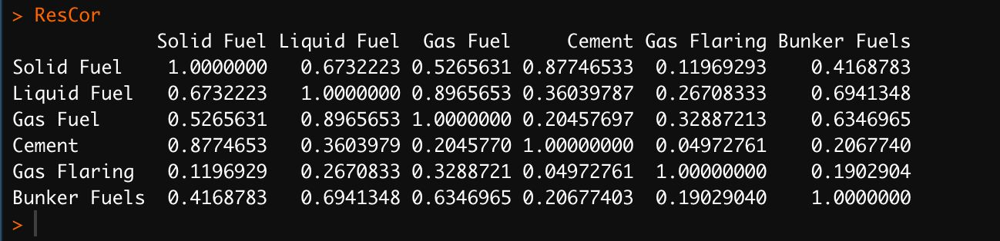 > ResCor
Solid Fuel Liquid Fuel Gas Fuel Cement Gas Flaring Bunker Fuels
Solid Fuel 1.0000000 0.6732223 0.5265631 0.87746533 0.11969293 0.4168783
Liquid Fuel 0.6732223 1.0000000 0.8965653 0.36039787 0.26708333 0.6941348
Gas Fuel 0.5265631 0.8965653 1.0000000 0.20457697 0.32887213 0.6346965
Cement 0.8774653 0.3603979 0.2045770 1.00000000 0.04972761 0.2067740
Gas Flaring 0.1196929 0.2670833 0.3288721 0.04972761 1.00000000 0.1902904
Bunker Fuels 0.4168783 0.6941348 0.6346965 0.20677403 0.19029040 1.0000000
>